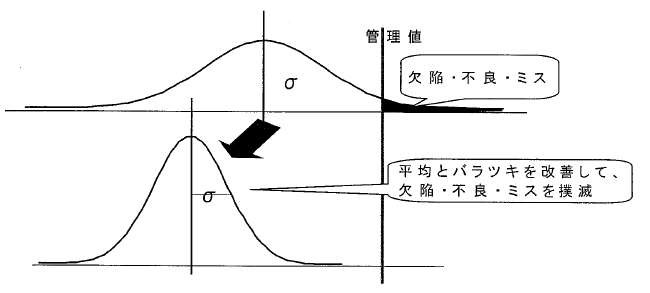 管理値
欠陥・不良・ミス
σ
平均とバラツキを改善して、
欠陥・不良・ミスを撲滅
σ